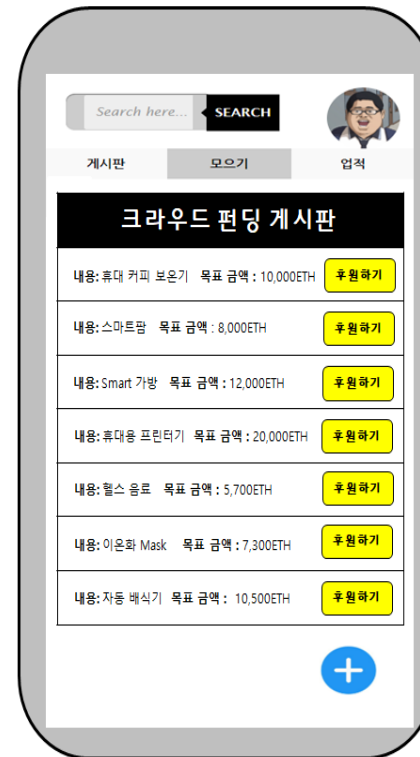 Search here... SEARCH
게시판 모으기 업적
크라우드 펀딩 게시판
내용: 휴대 커피 보온기 목표 금액 : 10,000ETH 후원하기
내용: 스마트팜 목표 금액 : 8,000ETH 후원하기
내용: Smart 가방 목표 금액 : 12,000ETH 후원하기
내용: 휴대용 프린터기 목표 금액 : 20,000ETH 후원하기
내용: 헬스 음료 목표 금액 : 5,700ETH 후원하기
내용: 이온화 Mask 목표 금액 : 7,300ETH 후원하기
내용: 자동 배식기 목표 금액 : 10,500ETH 후원하기